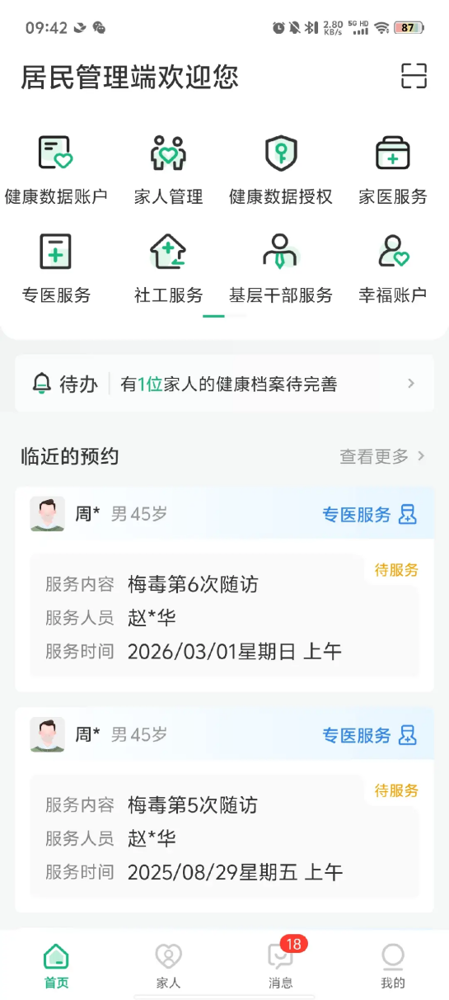 09:42 2.80 KB/s 5G HD 87
居民管理端欢迎您
健康数据账户 家人管理 健康数据授权 家医服务
专医服务 社工服务 基层干部服务 幸福账户
待办 有1位家人的健康档案待完善
临近的预约 查看更多
周* 男45岁 专医服务
待服务
服务内容 梅毒第6次随访
服务人员 赵*华
服务时间 2026/03/01星期日 上午
周* 男45岁 专医服务
待服务
服务内容 梅毒第5次随访
服务人员 赵*华
服务时间 2025/08/29星期五 上午
18
首页 家人 消息 我的